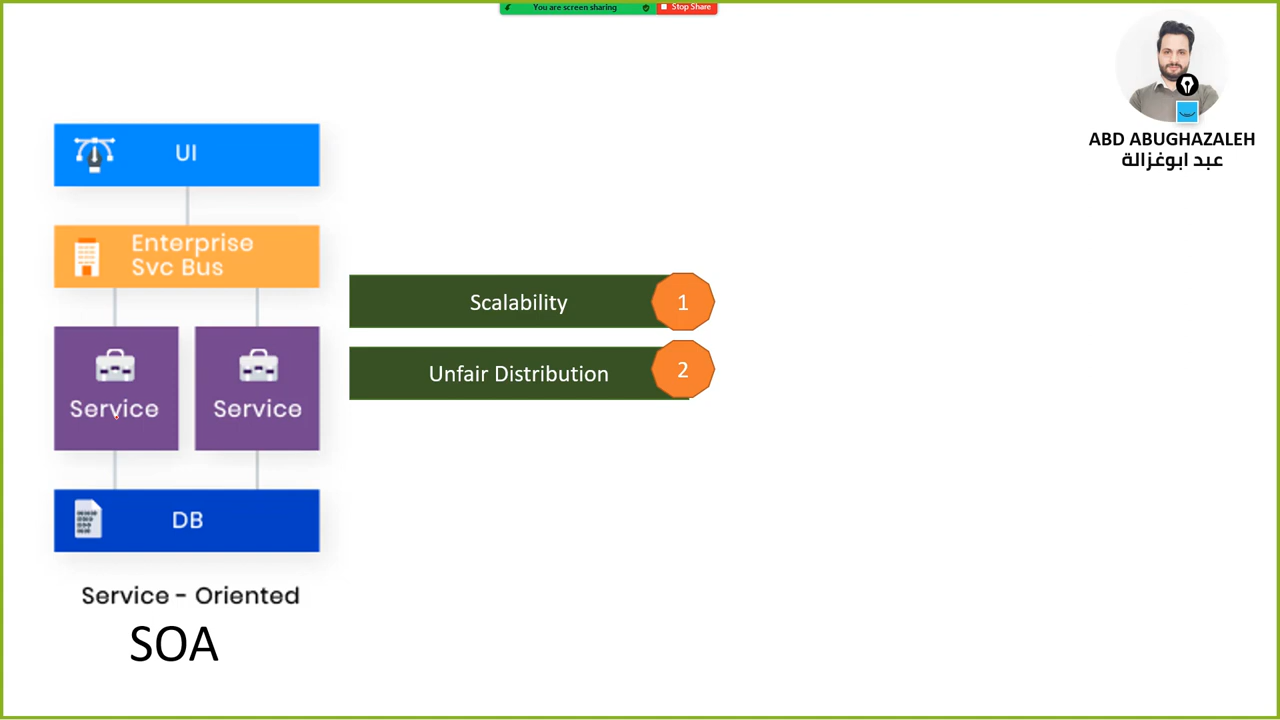 You are screen sharing
Stop Share
ABD ABUGHAZALEH
عبد ابوغزالة
UI
Enterprise
Svc Bus
Scalability
1
Unfair Distribution
2
Service
Service
DB
Service - Oriented
SOA